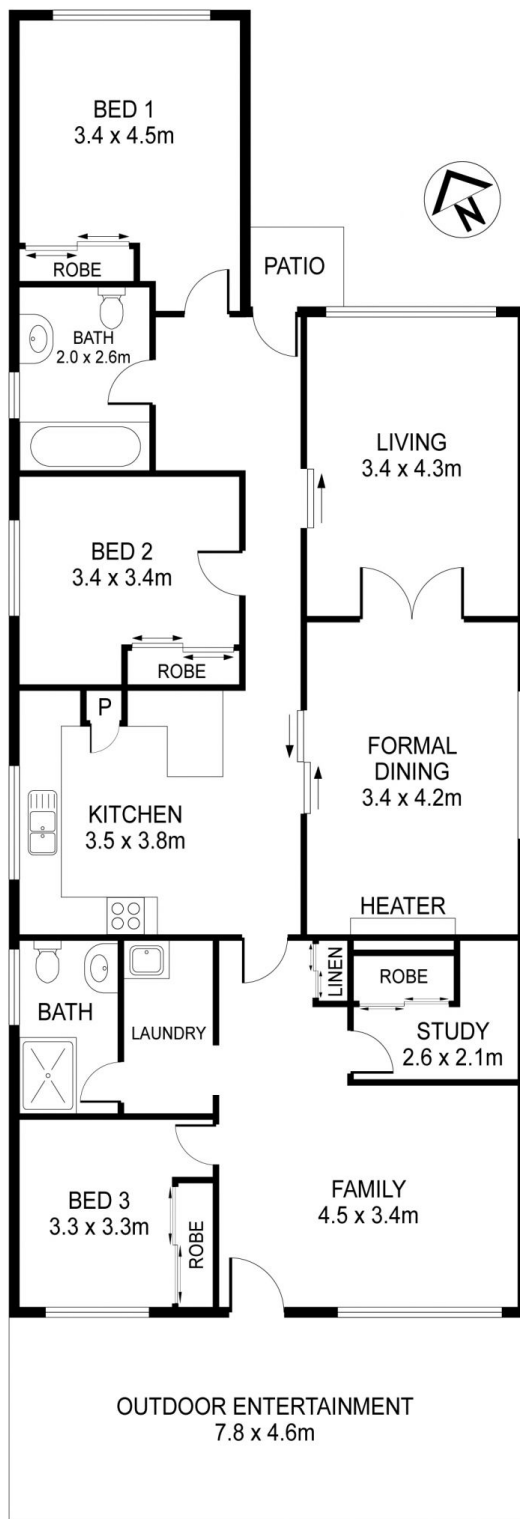 BED 1
3.4 x 4.5m
N
PATIO
ROBE
BATH
2.0 x 2.6m
LIVING
3.4 x 4.3m
BED 2
3.4 x 3.4m
ROBE
P
FORMAL
DINING
3.4 x 4.2m
KITCHEN
3.5 x 3.8m
HEATER
LINEN
ROBE
BATH
LAUNDRY
STUDY
2.6 x 2.1m
BED 3
3.3 x 3.3m
ROBE
FAMILY
4.5 x 3.4m
OUTDOOR ENTERTAINMENT
7.8 x 4.6m